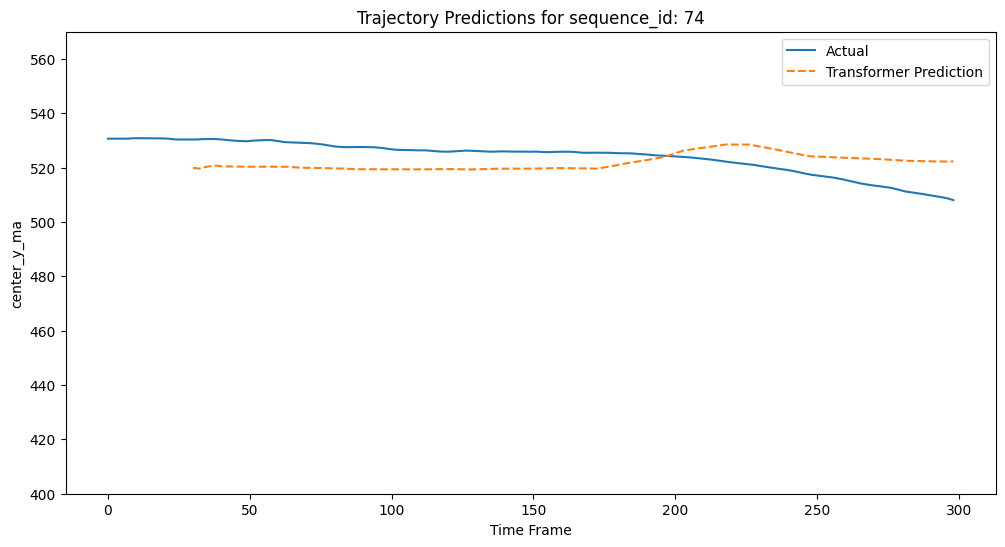 Trajectory Predictions for sequence_id: 74
Actual
Transformer Prediction
center_y_ma
560
540
520
500
480
460
440
420
400
0 50 100 150 200 250 300
Time Frame